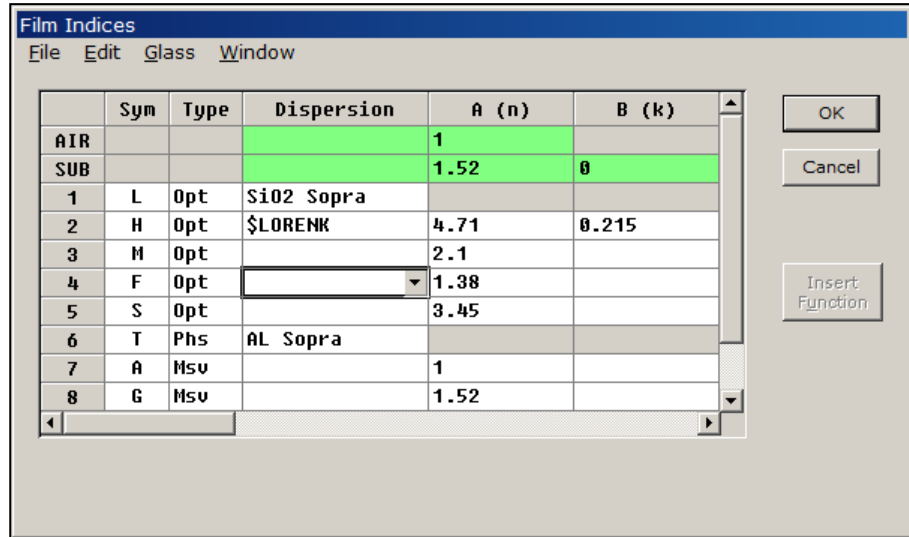 Film Indices
File Edit Glass Window
Sym Type Dispersion A (n) B (k)
OK
AIR 1
SUB 1.52 0
Cancel
1 L Opt SiO2 Sopra
2 H Opt $LORENK 4.71 0.215
3 M Opt 2.1
4 F Opt 1.38
Insert
Function
5 S Opt 3.45
6 T Phs AL Sopra
7 A Msv 1
8 G Msv 1.52